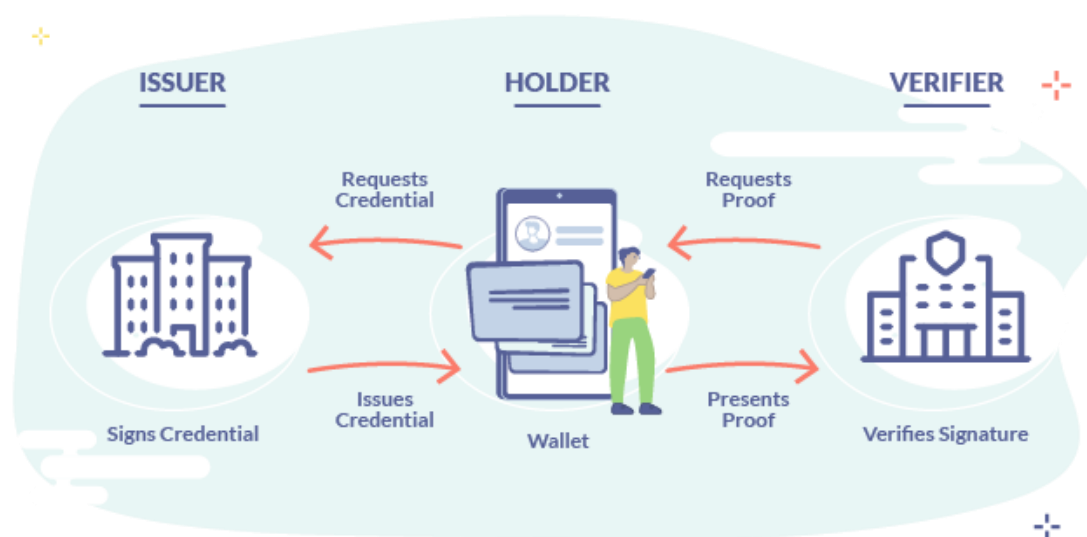 ISSUER
HOLDER
VERIFIER
Requests
Credential
Requests
Proof
Issues
Credential
Presents
Proof
Signs Credential
Wallet
Verifies Signature